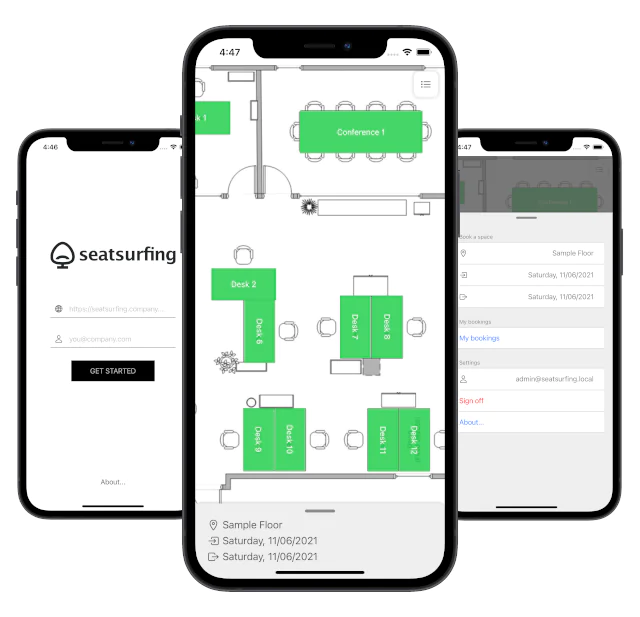 4:46
seatsurfing
https://seatsurfing.company...
you@company.com
GET STARTED
About...
4:47
Conference 1
Desk 2
Desk 6
Desk 7
Desk 8
Desk 9
Desk 10
Desk 11
Desk 12
Sample Floor
Saturday, 11/06/2021
Saturday, 11/06/2021
4:47
Conference 1
Book a space
Sample Floor
Saturday, 11/06/2021
Saturday, 11/06/2021
My bookings
My bookings
Settings
admin@seatsurfing.local
Sign off
About...